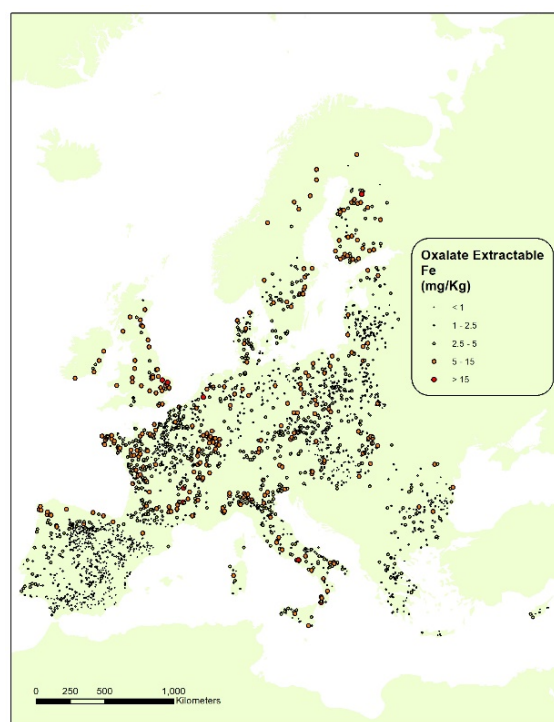 Oxalate Extractable
Fe
(mg/Kg)
< 1
1 - 2.5
2.5 - 5
5 - 15
> 15
0 250 500 1,000
Kilometers